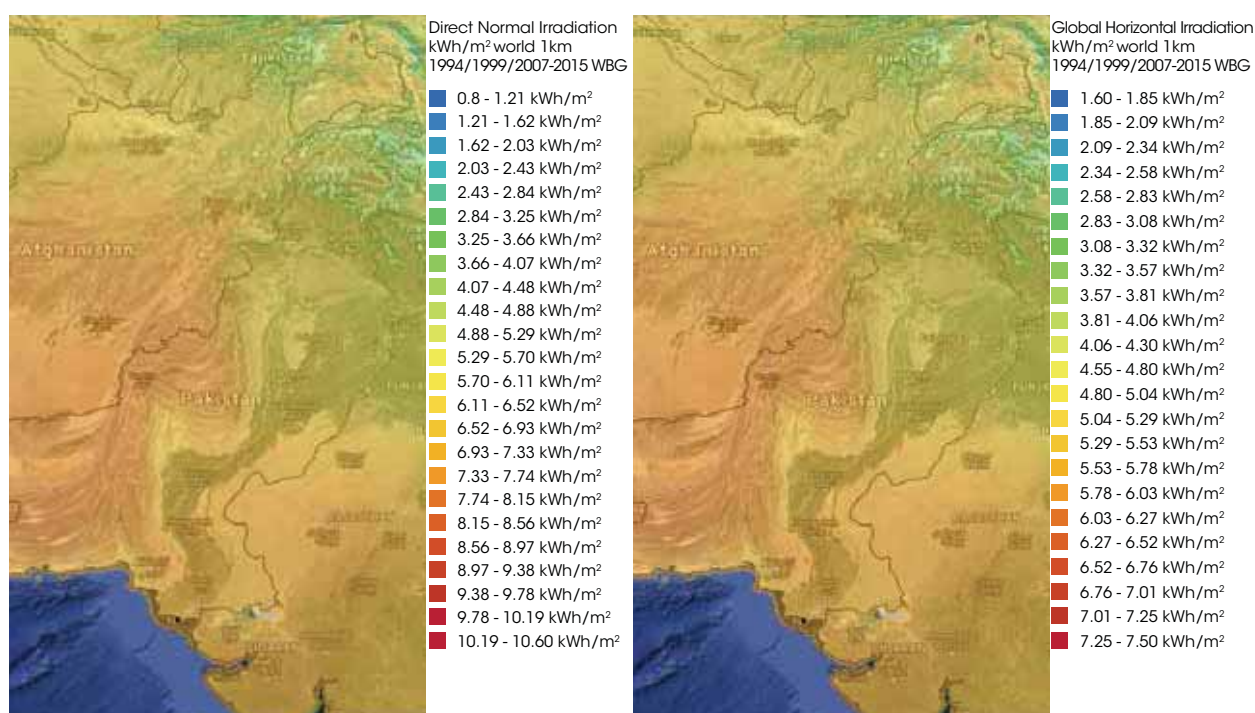 Direct Normal Irradiation
kWh/m² world 1km
1994/1999/2007-2015 WBG
0.8 - 1.21 kWh/m²
1.21 - 1.62 kWh/m²
1.62 - 2.03 kWh/m²
2.03 - 2.43 kWh/m²
2.43 - 2.84 kWh/m²
2.84 - 3.25 kWh/m²
3.25 - 3.66 kWh/m²
3.66 - 4.07 kWh/m²
4.07 - 4.48 kWh/m²
4.48 - 4.88 kWh/m²
4.88 - 5.29 kWh/m²
5.29 - 5.70 kWh/m²
5.70 - 6.11 kWh/m²
6.11 - 6.52 kWh/m²
6.52 - 6.93 kWh/m²
6.93 - 7.33 kWh/m²
7.33 - 7.74 kWh/m²
7.74 - 8.15 kWh/m²
8.15 - 8.56 kWh/m²
8.56 - 8.97 kWh/m²
8.97 - 9.38 kWh/m²
9.38 - 9.78 kWh/m²
9.78 - 10.19 kWh/m²
10.19 - 10.60 kWh/m²
Afghanistan
Pakistan
Global Horizontal Irradiation
kWh/m² world 1km
1994/1999/2007-2015 WBG
1.60 - 1.85 kWh/m²
1.85 - 2.09 kWh/m²
2.09 - 2.34 kWh/m²
2.34 - 2.58 kWh/m²
2.58 - 2.83 kWh/m²
2.83 - 3.08 kWh/m²
3.08 - 3.32 kWh/m²
3.32 - 3.57 kWh/m²
3.57 - 3.81 kWh/m²
3.81 - 4.06 kWh/m²
4.06 - 4.30 kWh/m²
4.55 - 4.80 kWh/m²
4.80 - 5.04 kWh/m²
5.04 - 5.29 kWh/m²
5.29 - 5.53 kWh/m²
5.53 - 5.78 kWh/m²
5.78 - 6.03 kWh/m²
6.03 - 6.27 kWh/m²
6.27 - 6.52 kWh/m²
6.52 - 6.76 kWh/m²
6.76 - 7.01 kWh/m²
7.01 - 7.25 kWh/m²
7.25 - 7.50 kWh/m²
Afghanistan
Pakistan